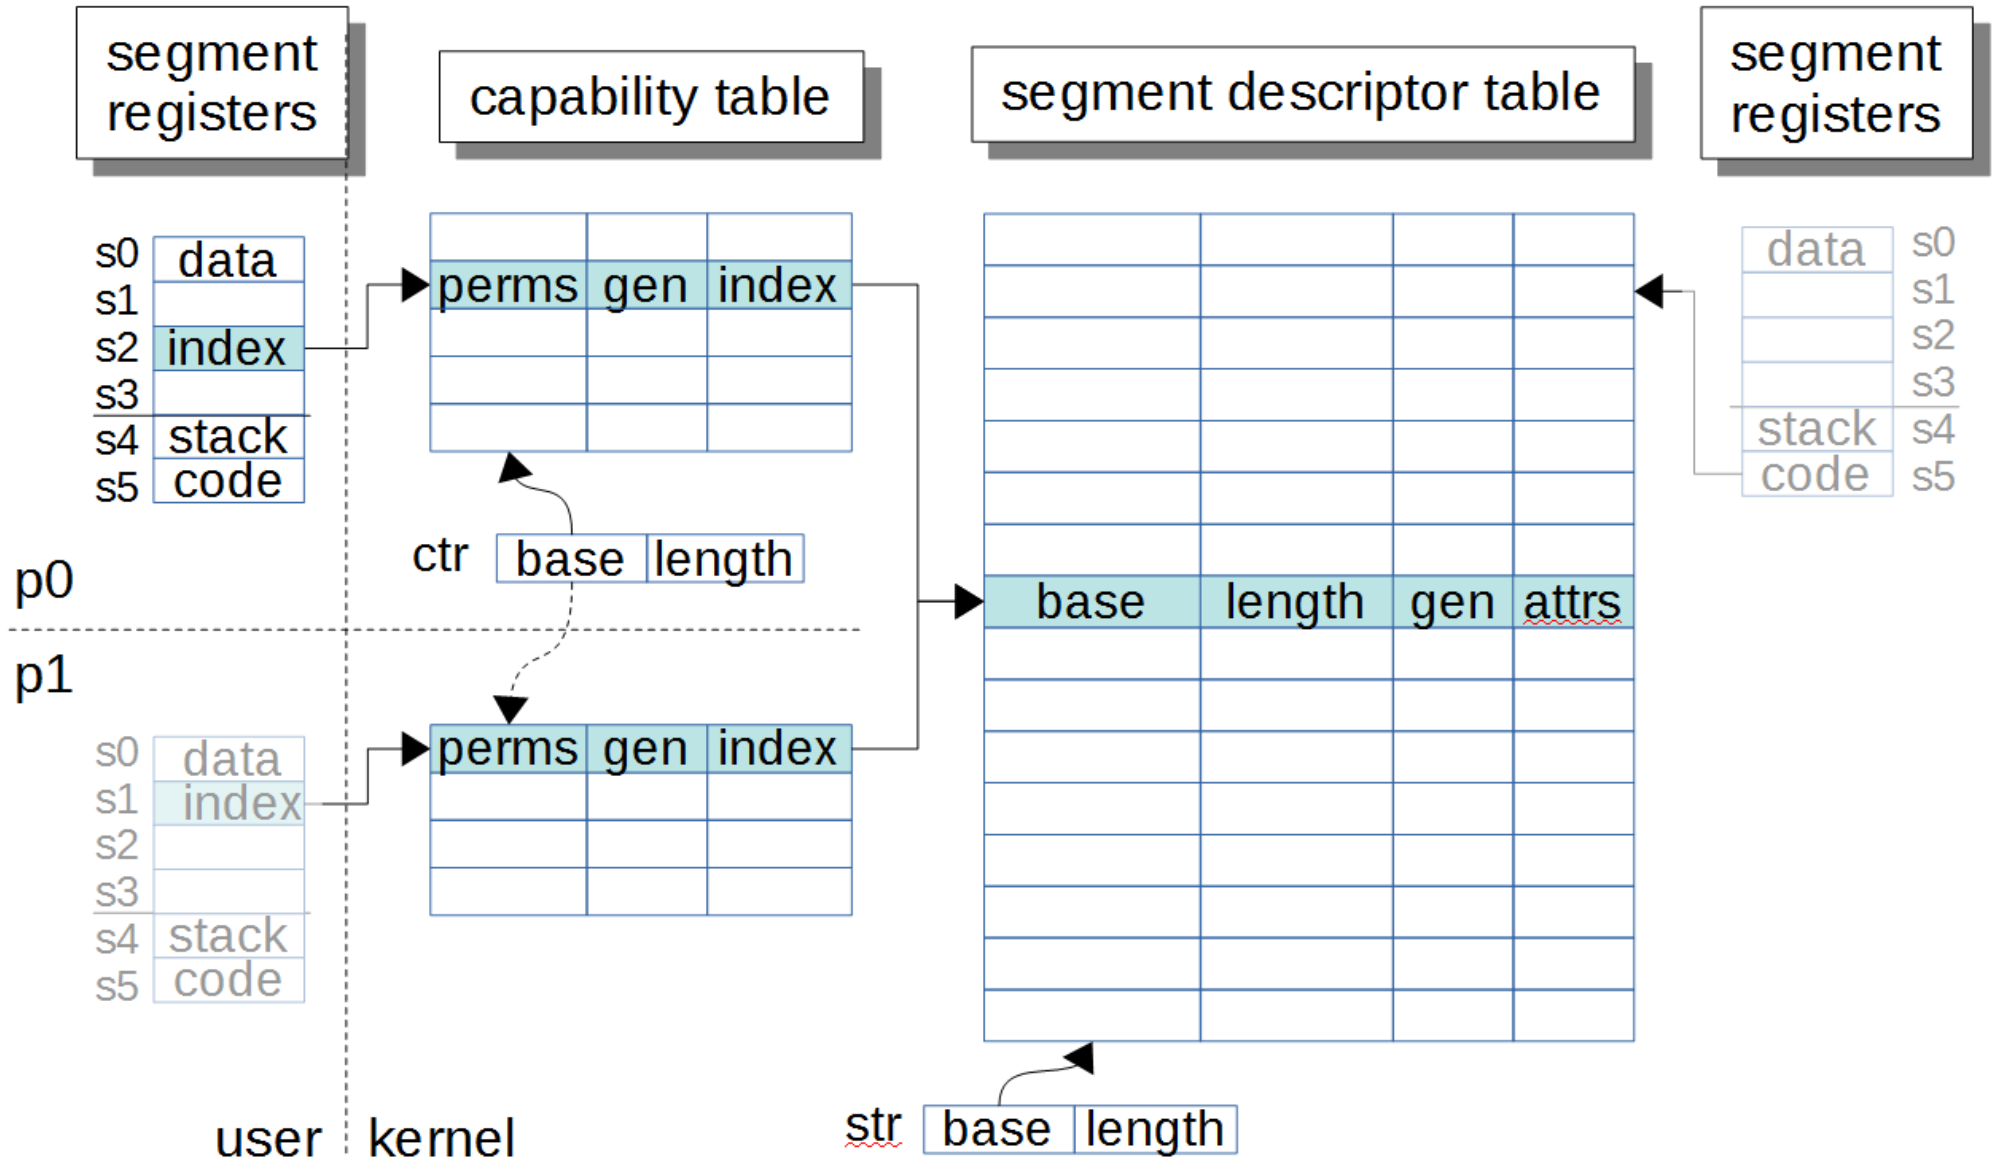 segment
registers
capability table
segment descriptor table
segment
registers
s0 data
s1
s2 index
s3
s4 stack
s5 code
perms gen index
data s0
s1
s2
s3
stack s4
code s5
ctr base length
p0
base length gen attrs
p1
perms gen index
s0 data
s1 index
s2
s3
s4 stack
s5 code
user kernel
str base length